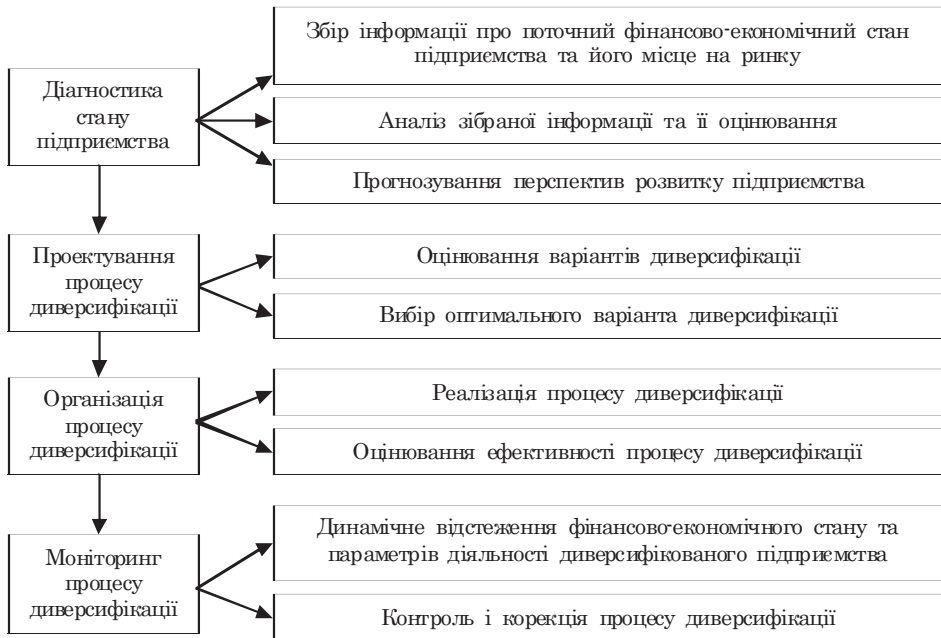 Діагностика
стану
підприємства
Збір інформації про поточний фінансово-економічний стан
підприємства та його місце на ринку
Аналіз зібраної інформації та її оцінювання
Прогнозування перспектив розвитку підприємства
Проектування
процесу
диверсифікації
Оцінювання варіантів диверсифікації
Вибір оптимального варіанта диверсифікації
Організація
процесу
диверсифікації
Реалізація процесу диверсифікації
Оцінювання ефективності процесу диверсифікації
Моніторинг
процесу
диверсифікації
Динамічне відстеження фінансово-економічного стану та
параметрів діяльності диверсифікованого підприємства
Контроль і корекція процесу диверсифікації